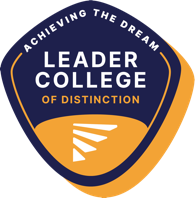 ACHIEVING THE DREAM
LEADER
COLLEGE
OF DISTINCTION